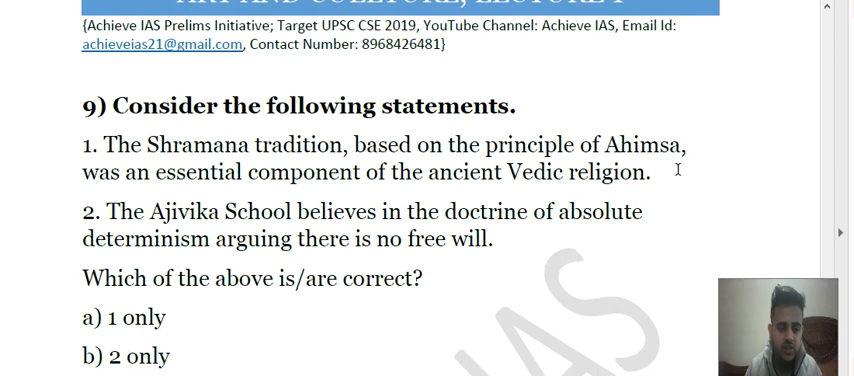 {Achieve IAS Prelims Initiative; Target UPSC CSE 2019, YouTube Channel: Achieve IAS, Email Id:
achieveias21@gmail.com, Contact Number: 8968426481}
9) Consider the following statements.
1. The Shramana tradition, based on the principle of Ahimsa,
was an essential component of the ancient Vedic religion.
2. The Ajivika School believes in the doctrine of absolute
determinism arguing there is no free will.
Which of the above is/are correct?
a) 1 only
b) 2 only
IAS